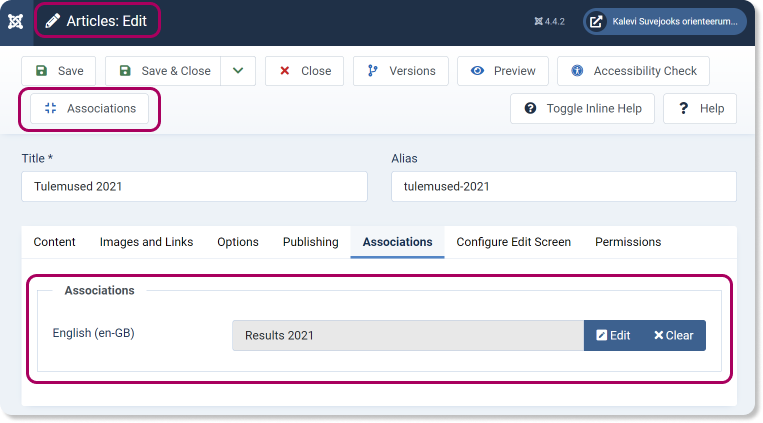 Articles: Edit
4.4.2
Kalevi Suvejooks orienteerum...
Save
Save & Close
Close
Versions
Preview
Accessibility Check
Associations
Toggle Inline Help
? Help
Title *
Alias
Tulemused 2021
tulemused-2021
Content
Images and Links
Options
Publishing
Associations
Configure Edit Screen
Permissions
Associations
English (en-GB)
Results 2021
Edit
Clear